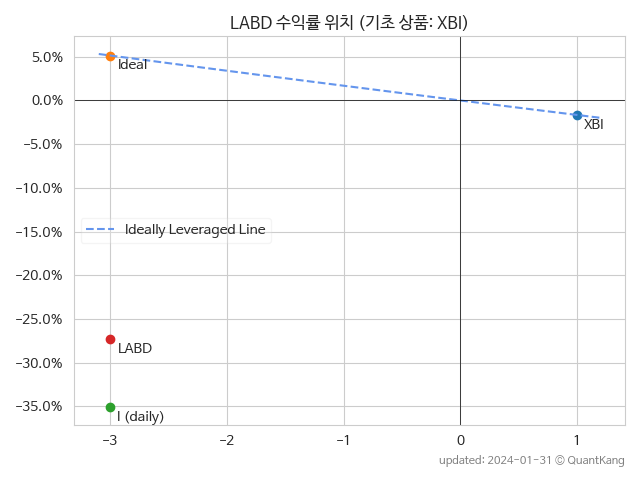 LABD 수익률 위치 (기초 상품: XBI)
5.0%
Ideal
0.0%
XBI
−5.0%
−10.0%
−15.0%
Ideally Leveraged Line
−20.0%
−25.0%
LABD
−30.0%
−35.0%
I (daily)
−3
−2
−1
0
1
updated: 2024-01-31 © QuantKang